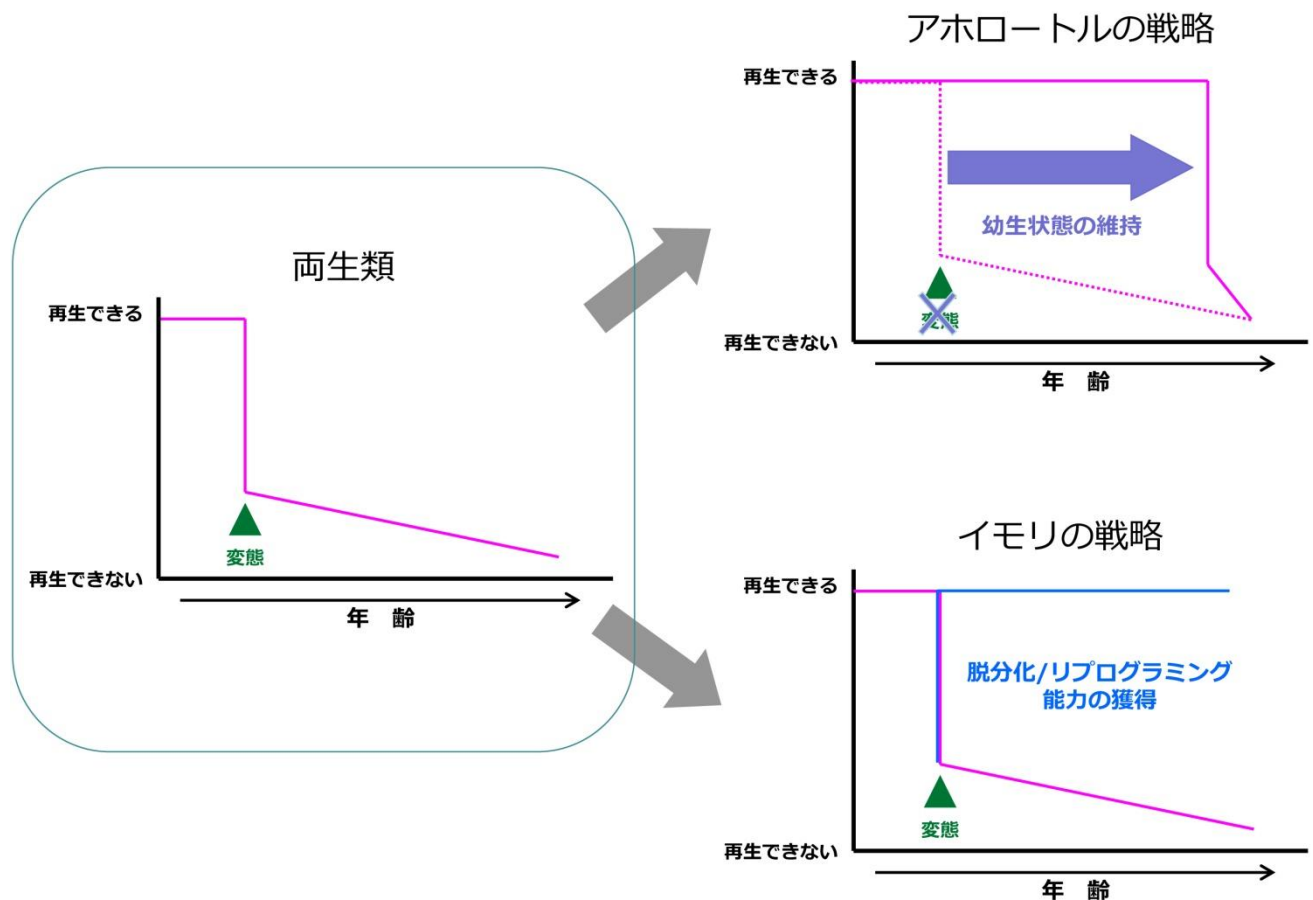 両生類
再生できる
変態
再生できない
年 齢
アホロートルの戦略
再生できる
幼生状態の維持
変態
再生できない
年 齢
イモリの戦略
再生できる
脱分化/リプログラミング
能力の獲得
変態
再生できない
年 齢